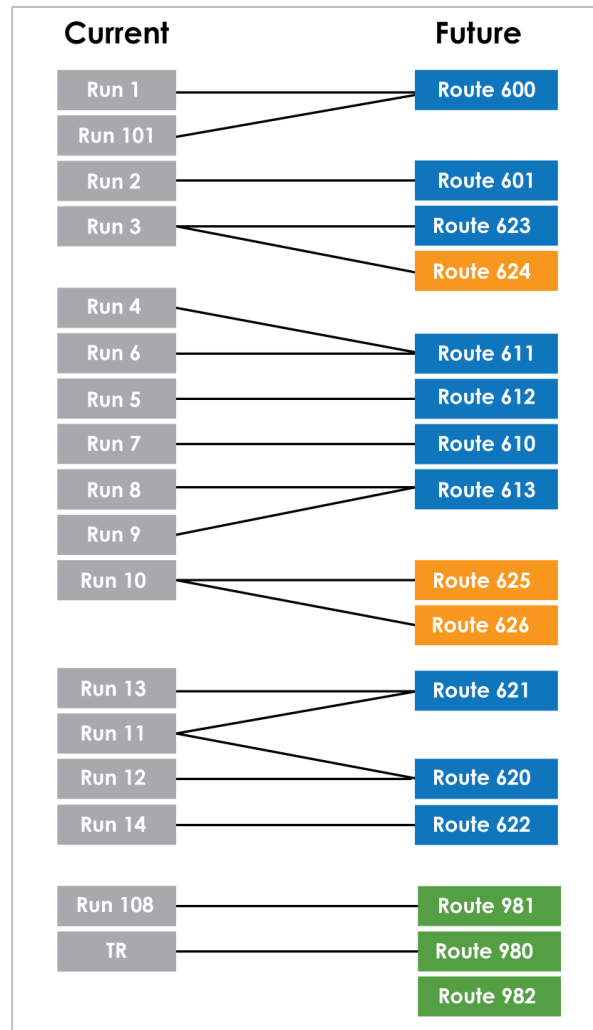 Current Future
Run 1 Route 600
Run 101
Run 2 Route 601
Run 3 Route 623
Route 624
Run 4
Run 6 Route 611
Run 5 Route 612
Run 7 Route 610
Run 8 Route 613
Run 9
Run 10 Route 625
Route 626
Run 13 Route 621
Run 11
Run 12 Route 620
Run 14 Route 622
Run 108 Route 981
TR Route 980
Route 982